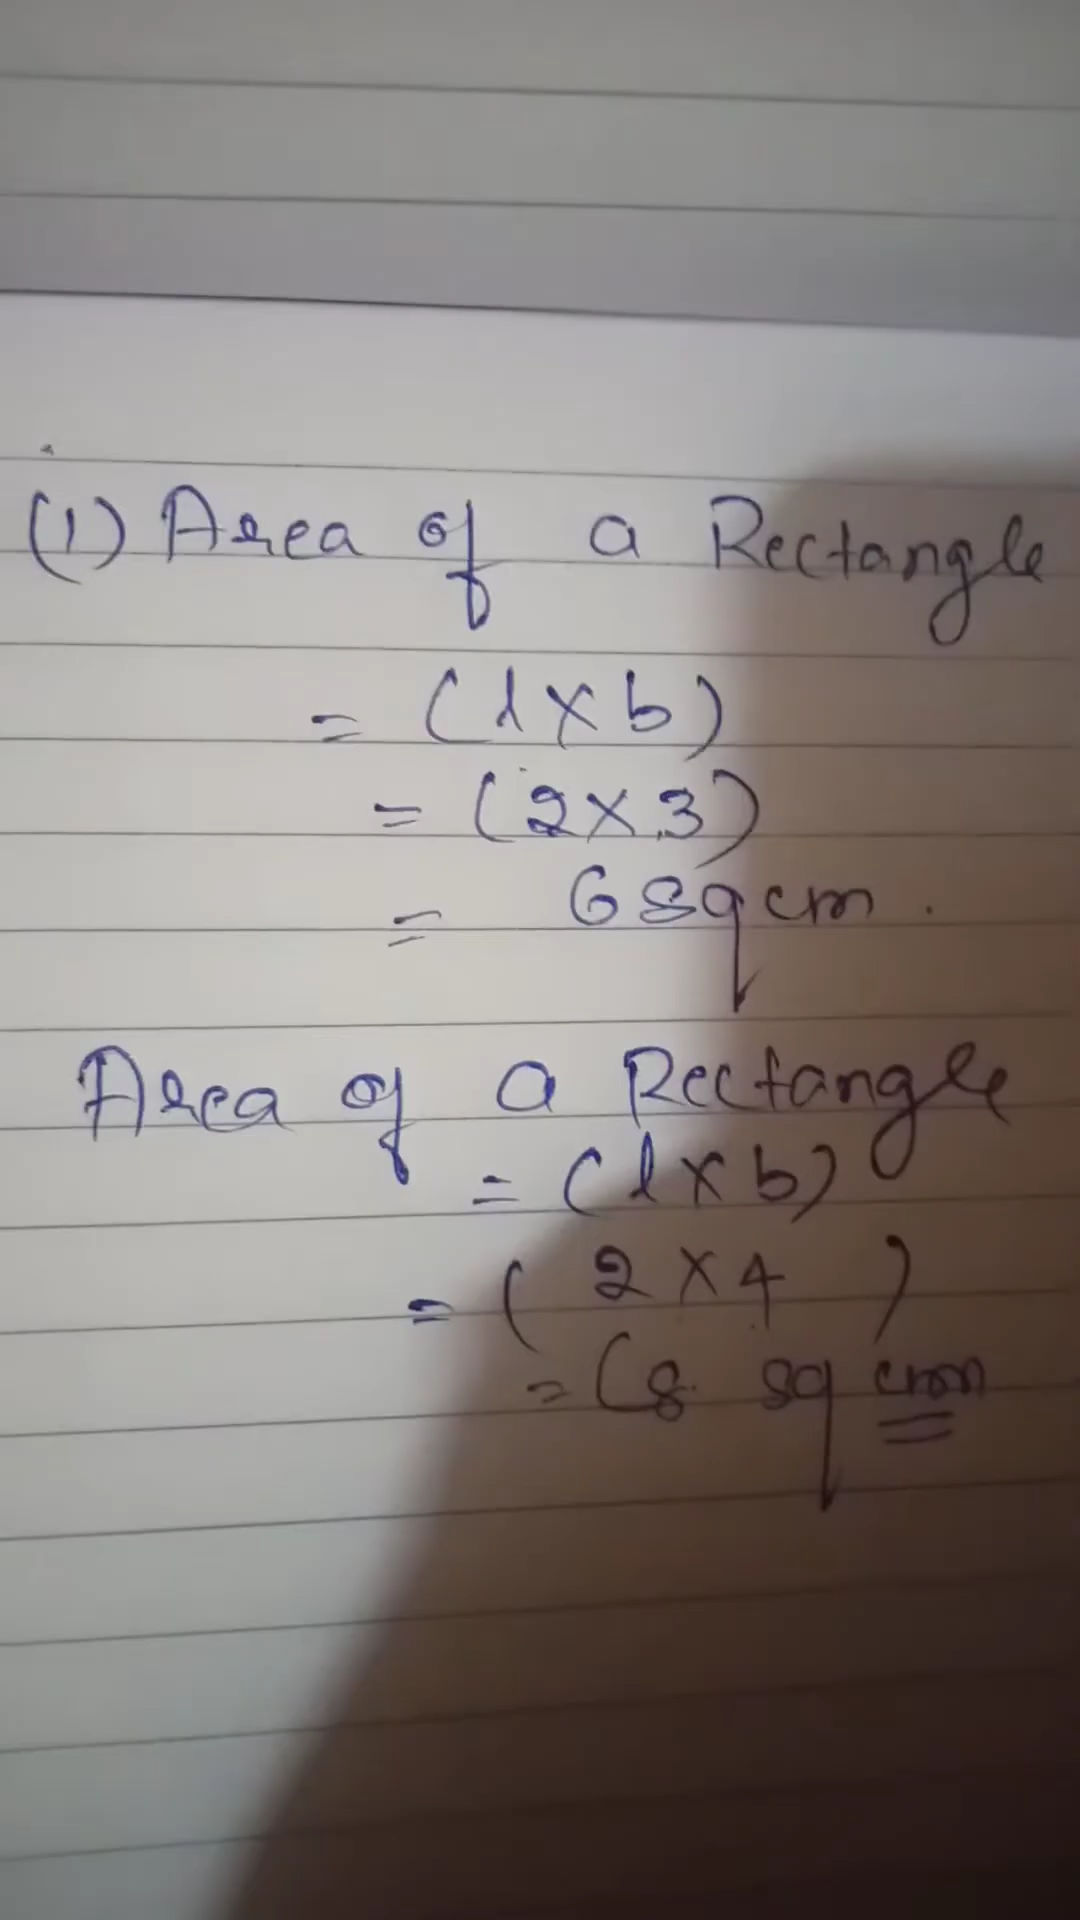 (1) Area of a Rectangle
= (l × b)
= (2 × 3)
= 6 sq cm.
Area of a Rectangle
= (l × b)
= ( 2 × 4 )
= (8 sq cm